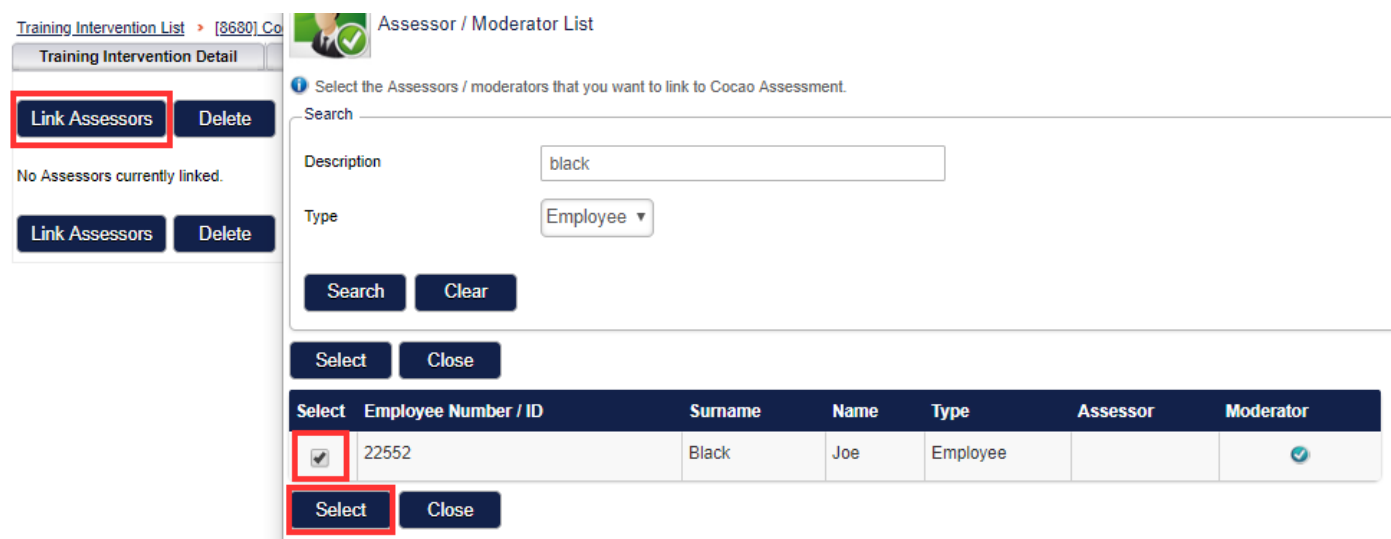 Training Intervention List > [8680] Co
Training Intervention Detail
Link Assessors Delete
No Assessors currently linked.
Link Assessors Delete
Assessor / Moderator List
Select the Assessors / moderators that you want to link to Cocao Assessment.
Search
Description black
Type Employee
Search Clear
Select Close
Select Employee Number / ID Surname Name Type Assessor Moderator
22552 Black Joe Employee
Select Close